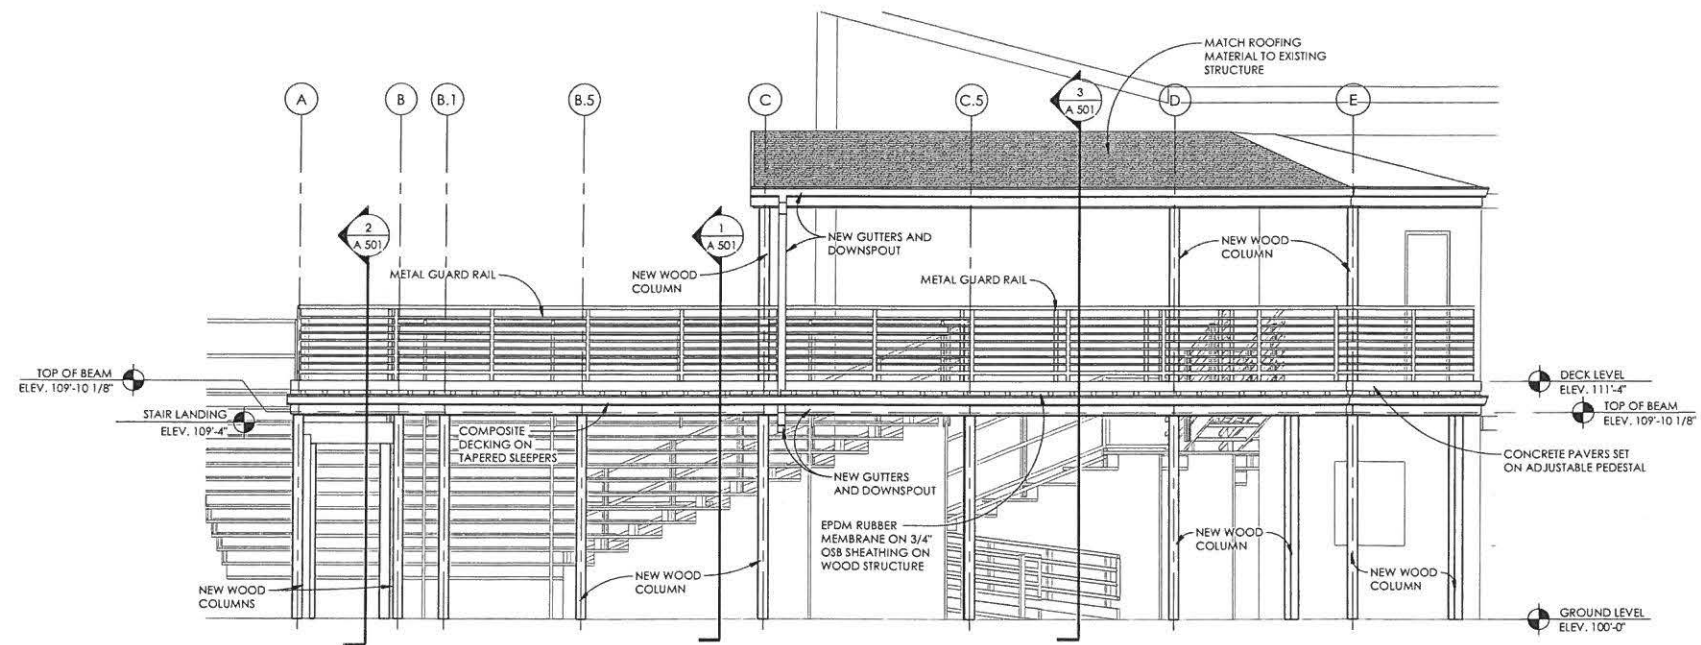 MATCH ROOFING
MATERIAL TO EXISTING
STRUCTURE
A
B
B.1
B.5
C
C.5
3
A 501
D
E
2
A 501
1
A 501
NEW GUTTERS AND
DOWNSPOUT
NEW WOOD
COLUMN
NEW WOOD
COLUMN
METAL GUARD RAIL
METAL GUARD RAIL
TOP OF BEAM
ELEV. 109'-10 1/8"
STAIR LANDING
ELEV. 109'-4"
DECK LEVEL
ELEV. 111'-4"
TOP OF BEAM
ELEV. 109'-10 1/8"
COMPOSITE
DECKING ON
TAPERED SLEEPERS
CONCRETE PAVERS SET
ON ADJUSTABLE PEDESTAL
NEW GUTTERS
AND DOWNSPOUT
EPDM RUBBER
MEMBRANE ON 3/4"
OSB SHEATHING ON
WOOD STRUCTURE
NEW WOOD
COLUMN
NEW WOOD
COLUMNS
NEW WOOD
COLUMN
NEW WOOD
COLUMN
GROUND LEVEL
ELEV. 100'-0"